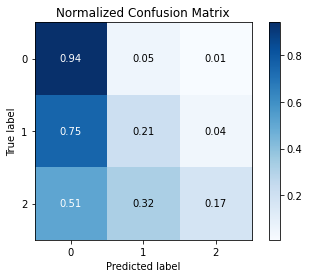 Normalized Confusion Matrix
0 0.94 0.05 0.01
1 0.75 0.21 0.04
2 0.51 0.32 0.17
0 1 2
Predicted label
True label
0.8
0.6
0.4
0.2